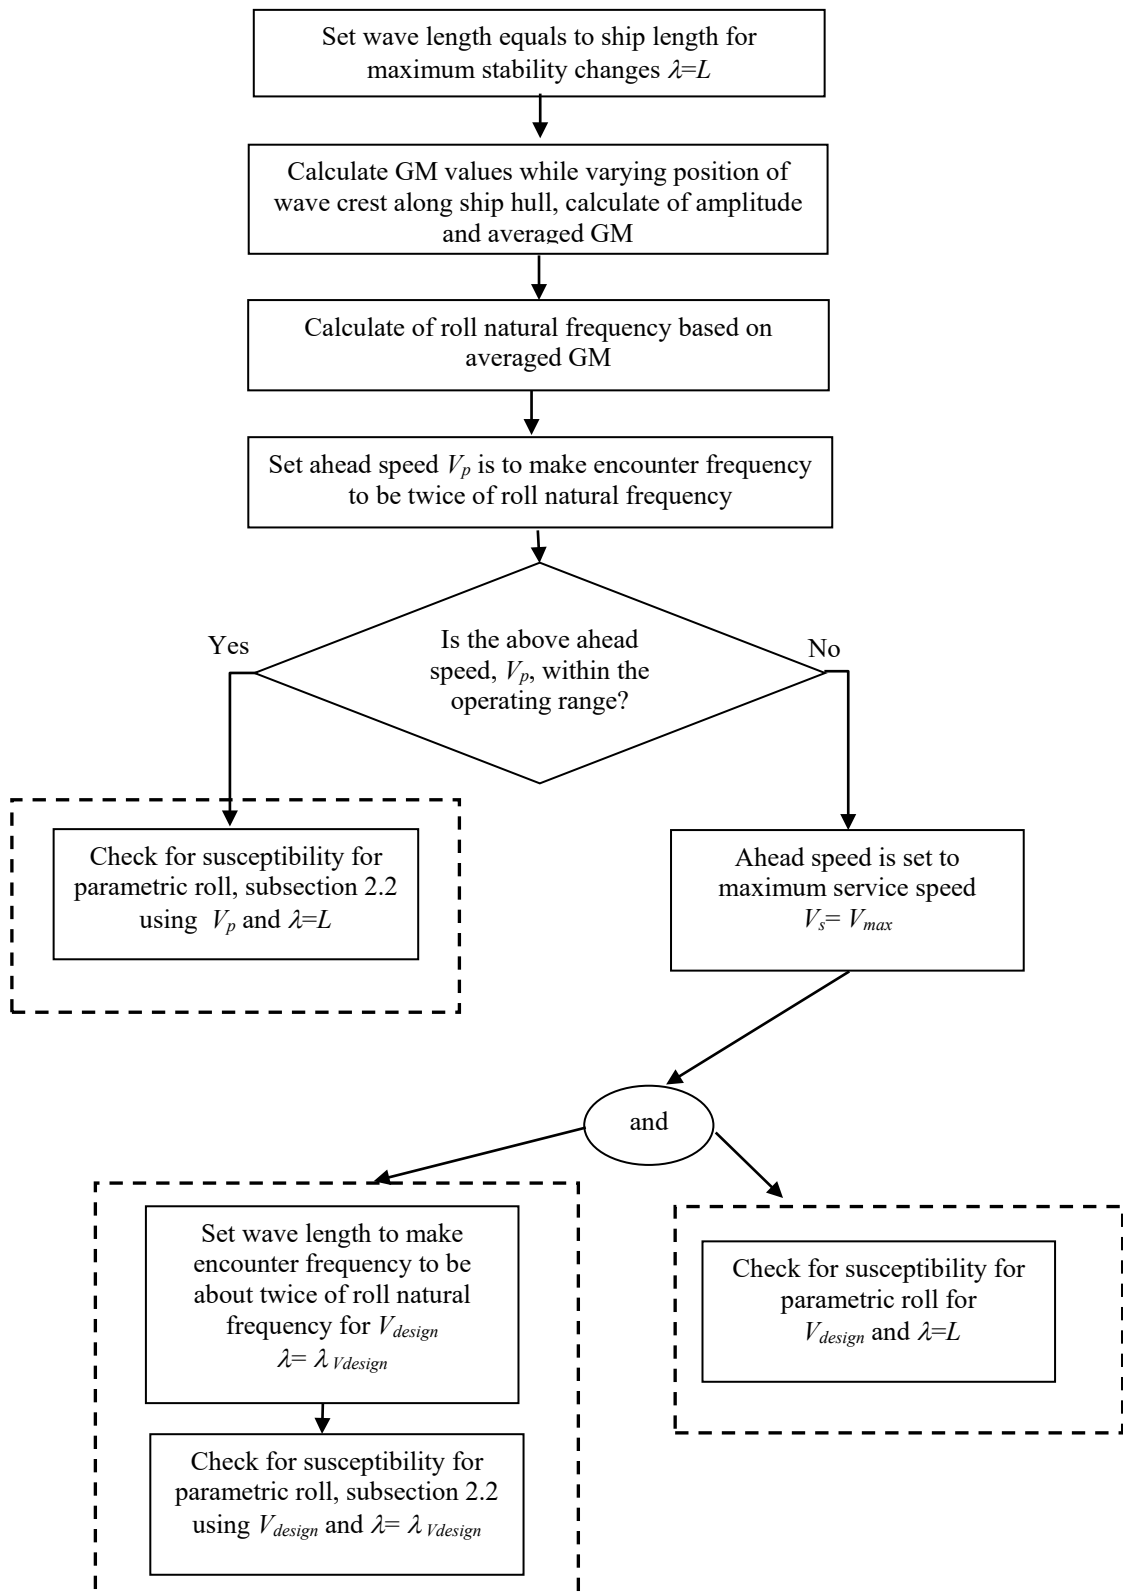 Set wave length equals to ship length for
maximum stability changes λ=L
Calculate GM values while varying position of
wave crest along ship hull, calculate of amplitude
and averaged GM
Calculate of roll natural frequency based on
averaged GM
Set ahead speed Vp is to make encounter frequency
to be twice of roll natural frequency
Is the above ahead
speed, Vp, within the
operating range?
Yes
No
Check for susceptibility for
parametric roll, subsection 2.2
using Vp and λ=L
Ahead speed is set to
maximum service speed
Vs= Vmax
and
Set wave length to make
encounter frequency to be
about twice of roll natural
frequency for Vdesign
λ= λ Vdesign
Check for susceptibility for
parametric roll, subsection 2.2
using Vdesign and λ= λ Vdesign
Check for susceptibility for
parametric roll for
Vdesign and λ=L